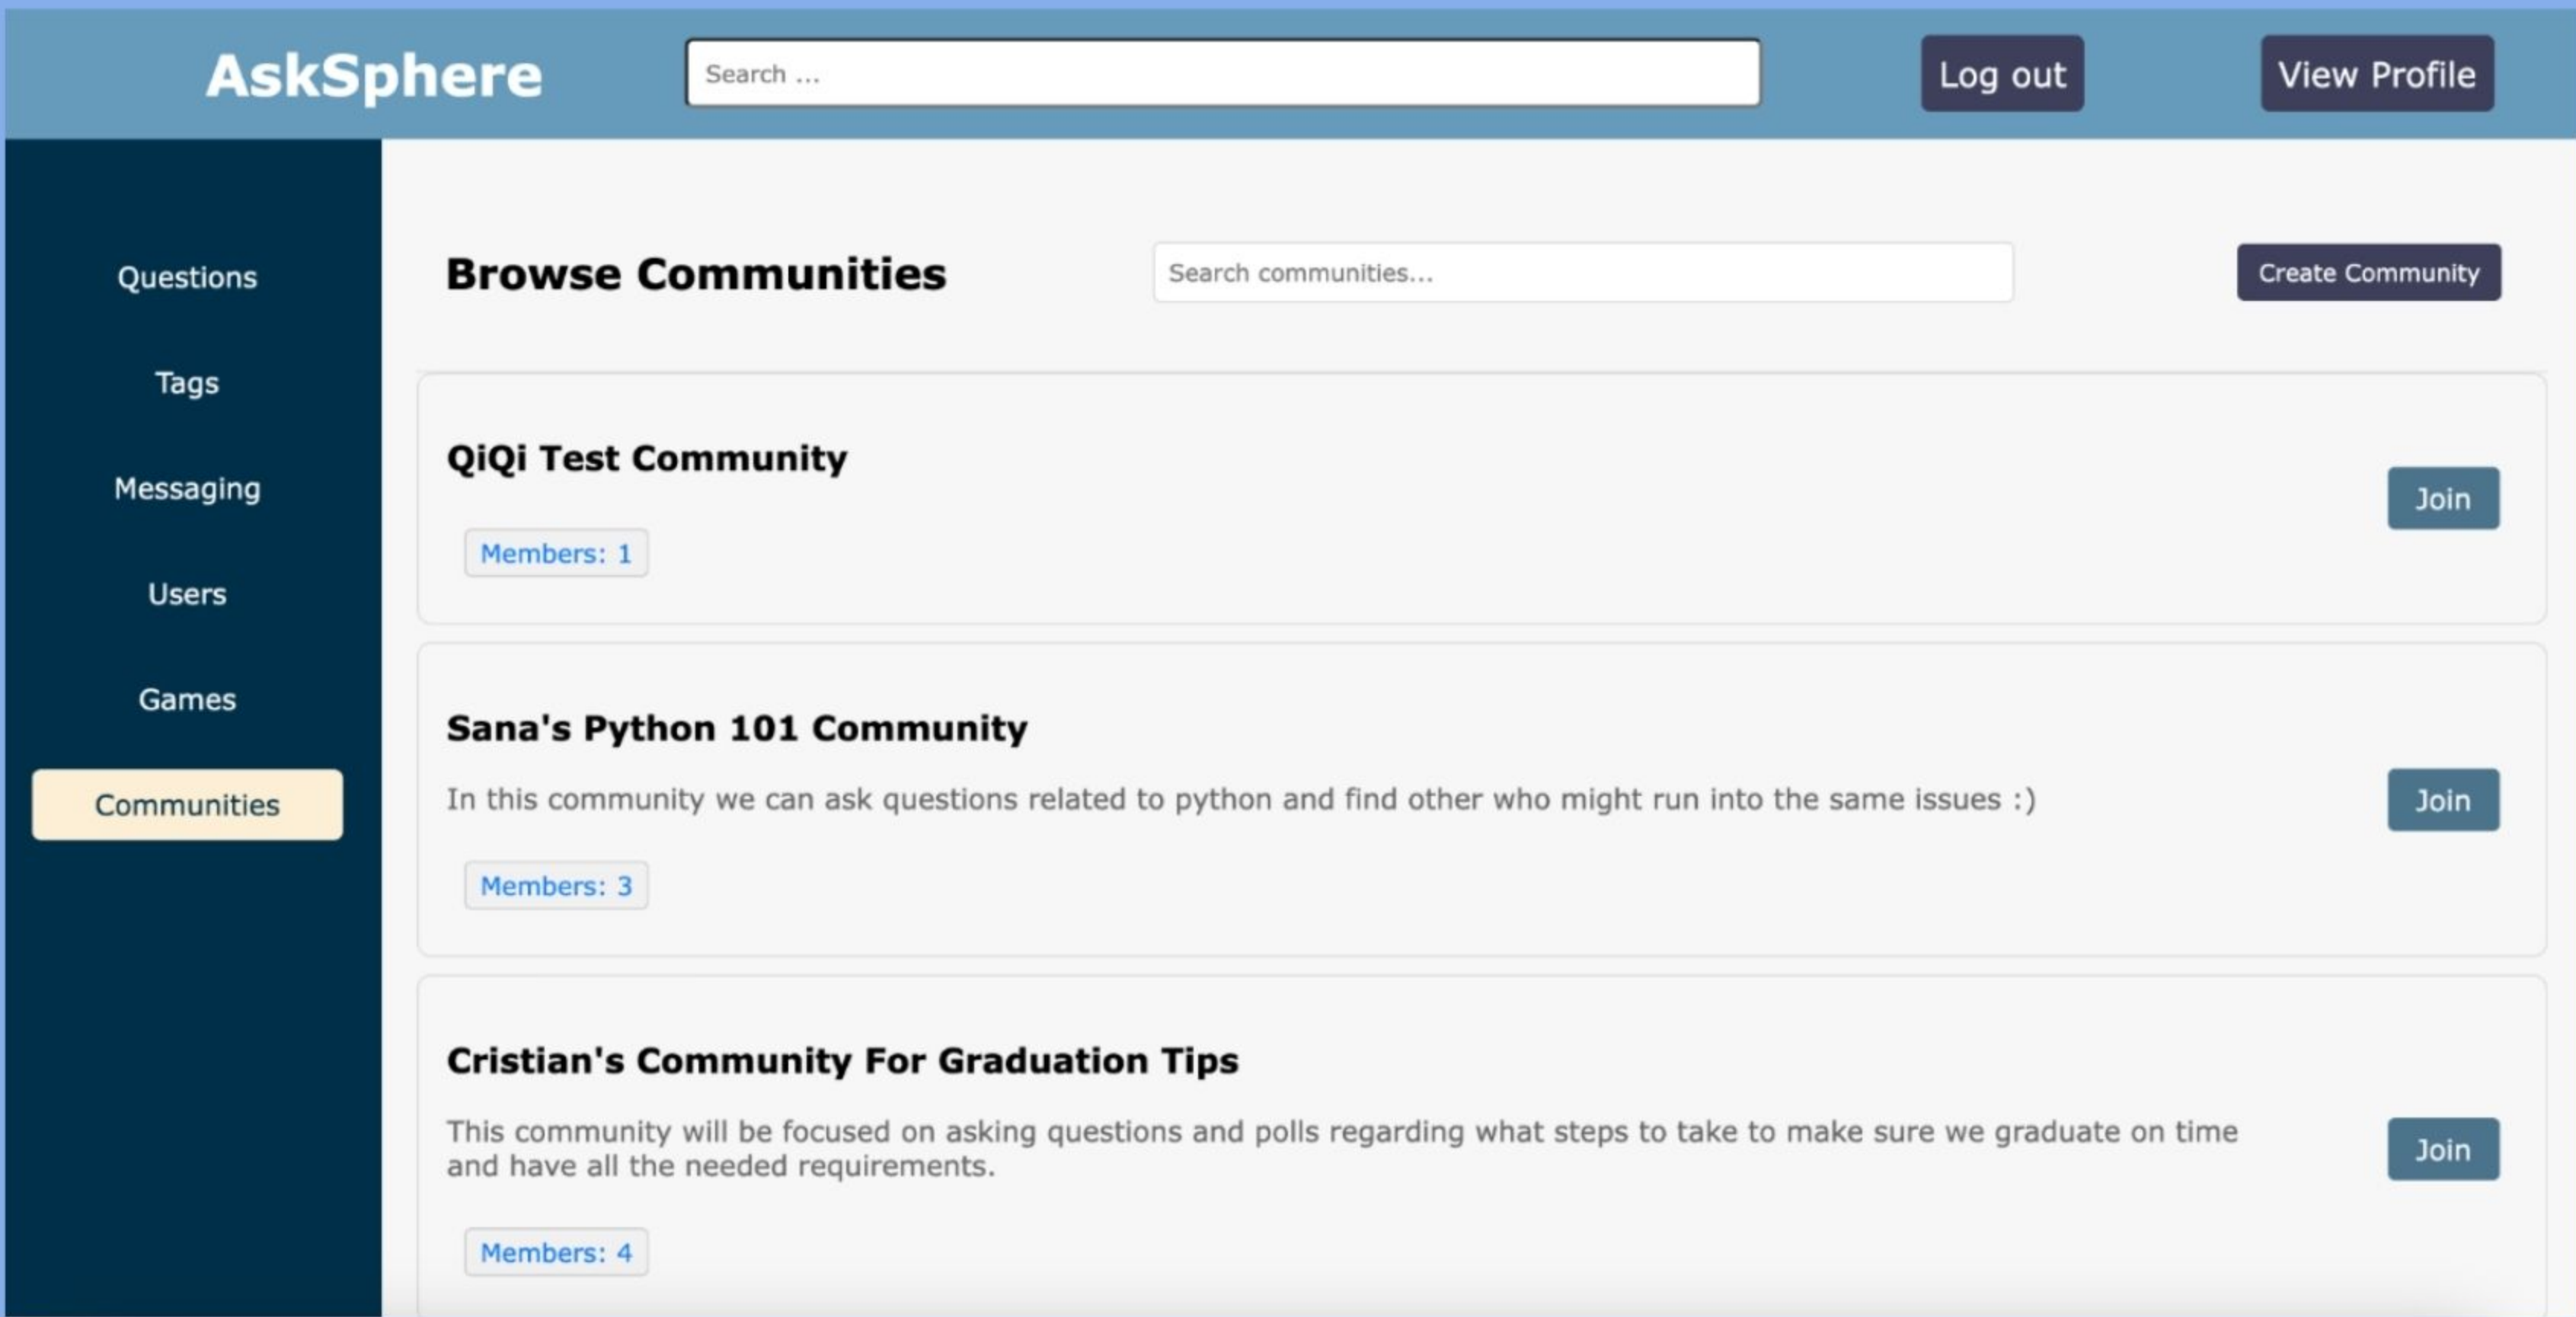 AskSphere
Search ...
Log out
View Profile
Questions
Tags
Messaging
Users
Games
Communities
Browse Communities
Search communities...
Create Community
QiQi Test Community
Members: 1
Join
Sana's Python 101 Community
In this community we can ask questions related to python and find other who might run into the same issues :)
Members: 3
Join
Cristian's Community For Graduation Tips
This community will be focused on asking questions and polls regarding what steps to take to make sure we graduate on time
and have all the needed requirements.
Members: 4
Join